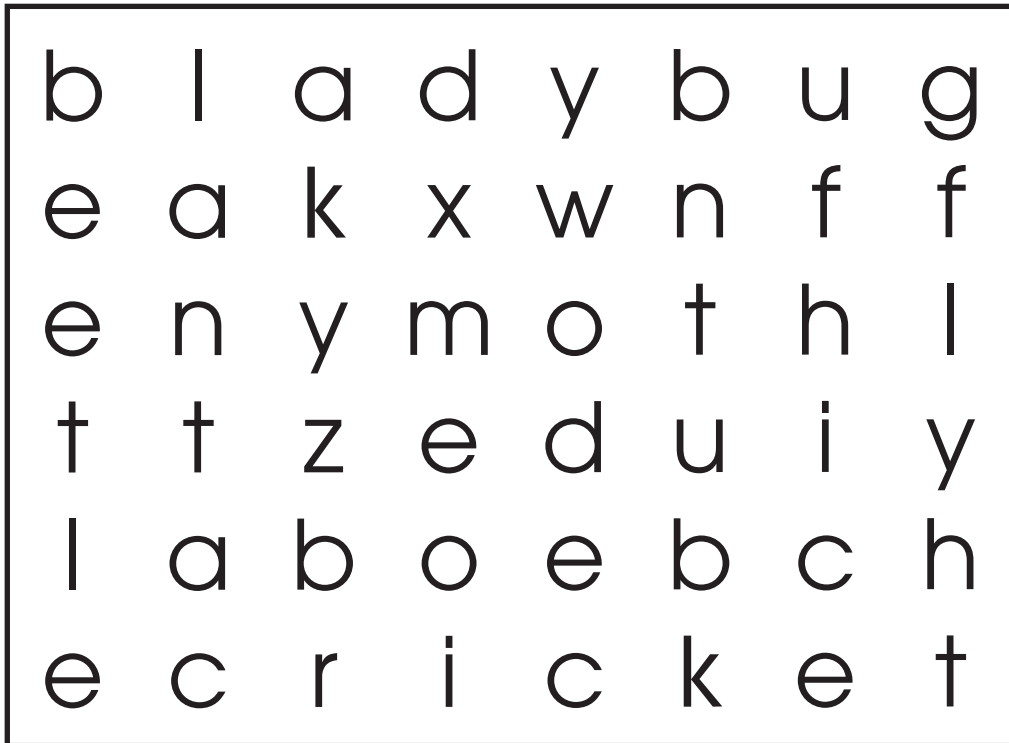 b l a d y b u g
e a k x w n f f
e n y m o t h l
t t z e d u i y
l a b o e b c h
e c r i c k e t